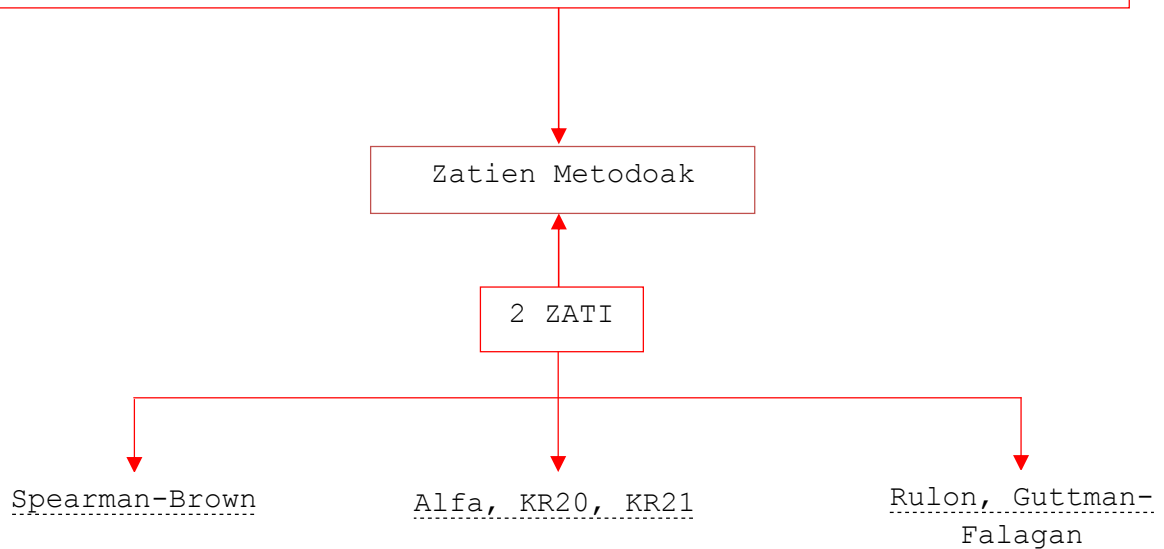 Zatien Metodoak
2 ZATI
Spearman-Brown
Alfa, KR20, KR21
Rulon, Guttman-
Falagan